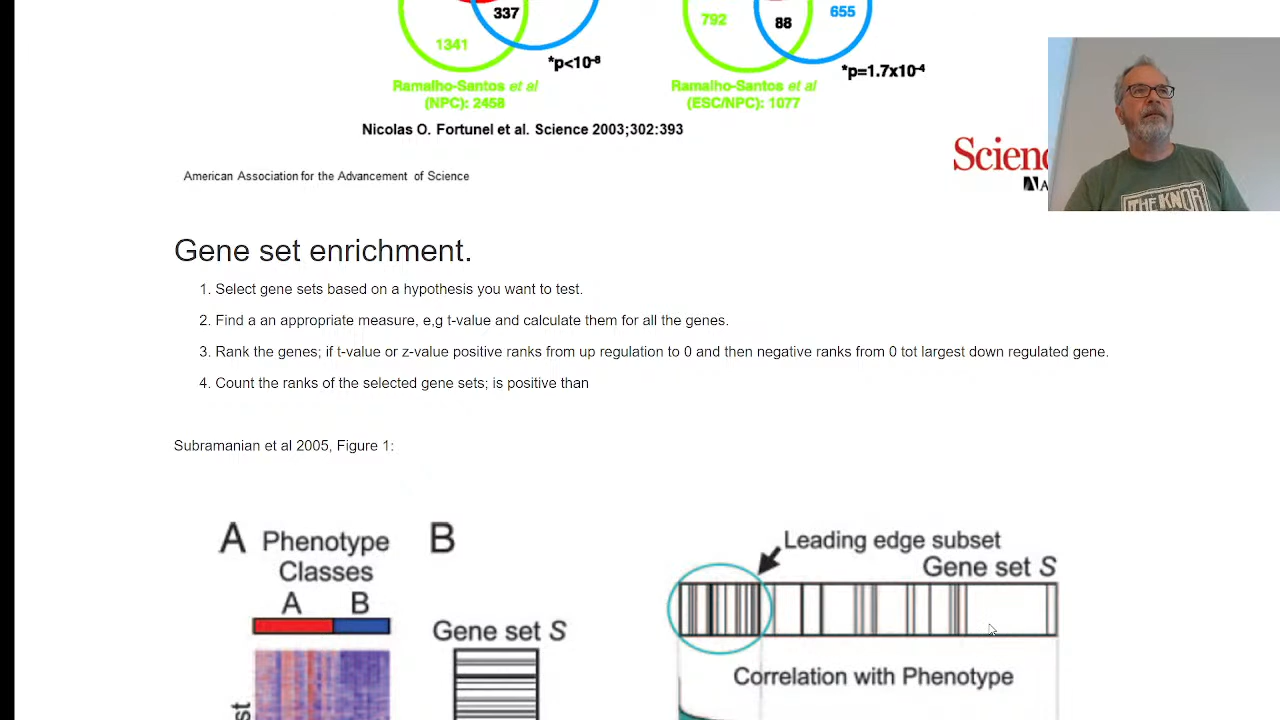 337
1341
*p<10-8
Ramalho-Santos et al
(NPC): 2458
792
88
655
*p=1.7x10-4
Ramalho-Santos et al
(ESC/NPC): 1077
Nicolas O. Fortunel et al. Science 2003;302:393
American Association for the Advancement of Science
Scien
THE KNOB
Gene set enrichment.
1. Select gene sets based on a hypothesis you want to test.
2. Find a an appropriate measure, e,g t-value and calculate them for all the genes.
3. Rank the genes; if t-value or z-value positive ranks from up regulation to 0 and then negative ranks from 0 tot largest down regulated gene.
4. Count the ranks of the selected gene sets; is positive than
Subramanian et al 2005, Figure 1:
A Phenotype
Classes
A B
B
Gene set S
Leading edge subset
Gene set S
Correlation with Phenotype